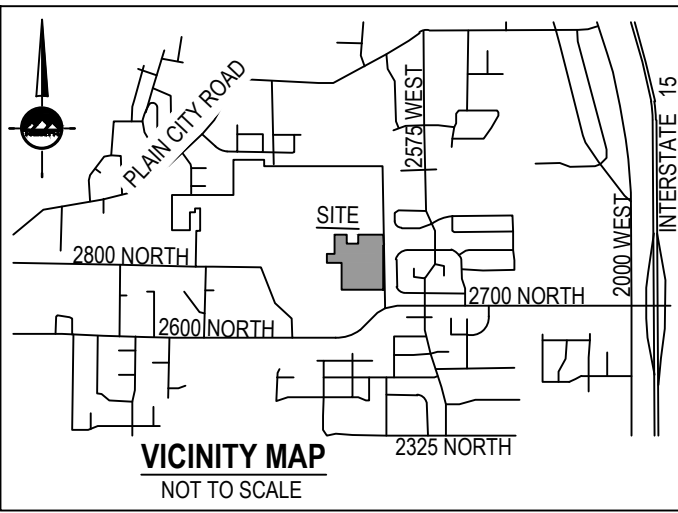 PLAIN CITY ROAD
2575 WEST
INTERSTATE 15
SITE
2000 WEST
2800 NORTH
2700 NORTH
2600 NORTH
2325 NORTH
VICINITY MAP
NOT TO SCALE